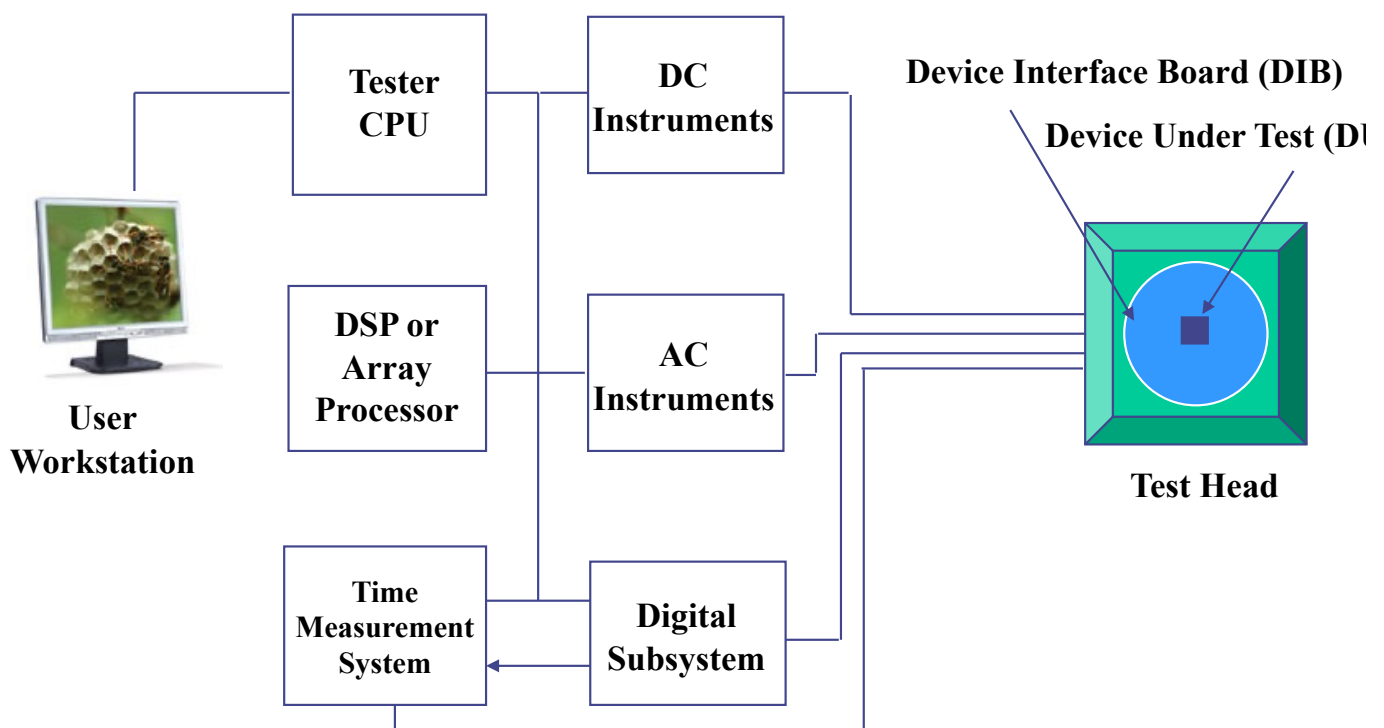 Tester
CPU
DC
Instruments
Device Interface Board (DIB)
Device Under Test (DU
DSP or
Array
Processor
AC
Instruments
User
Workstation
Test Head
Time
Measurement
System
Digital
Subsystem